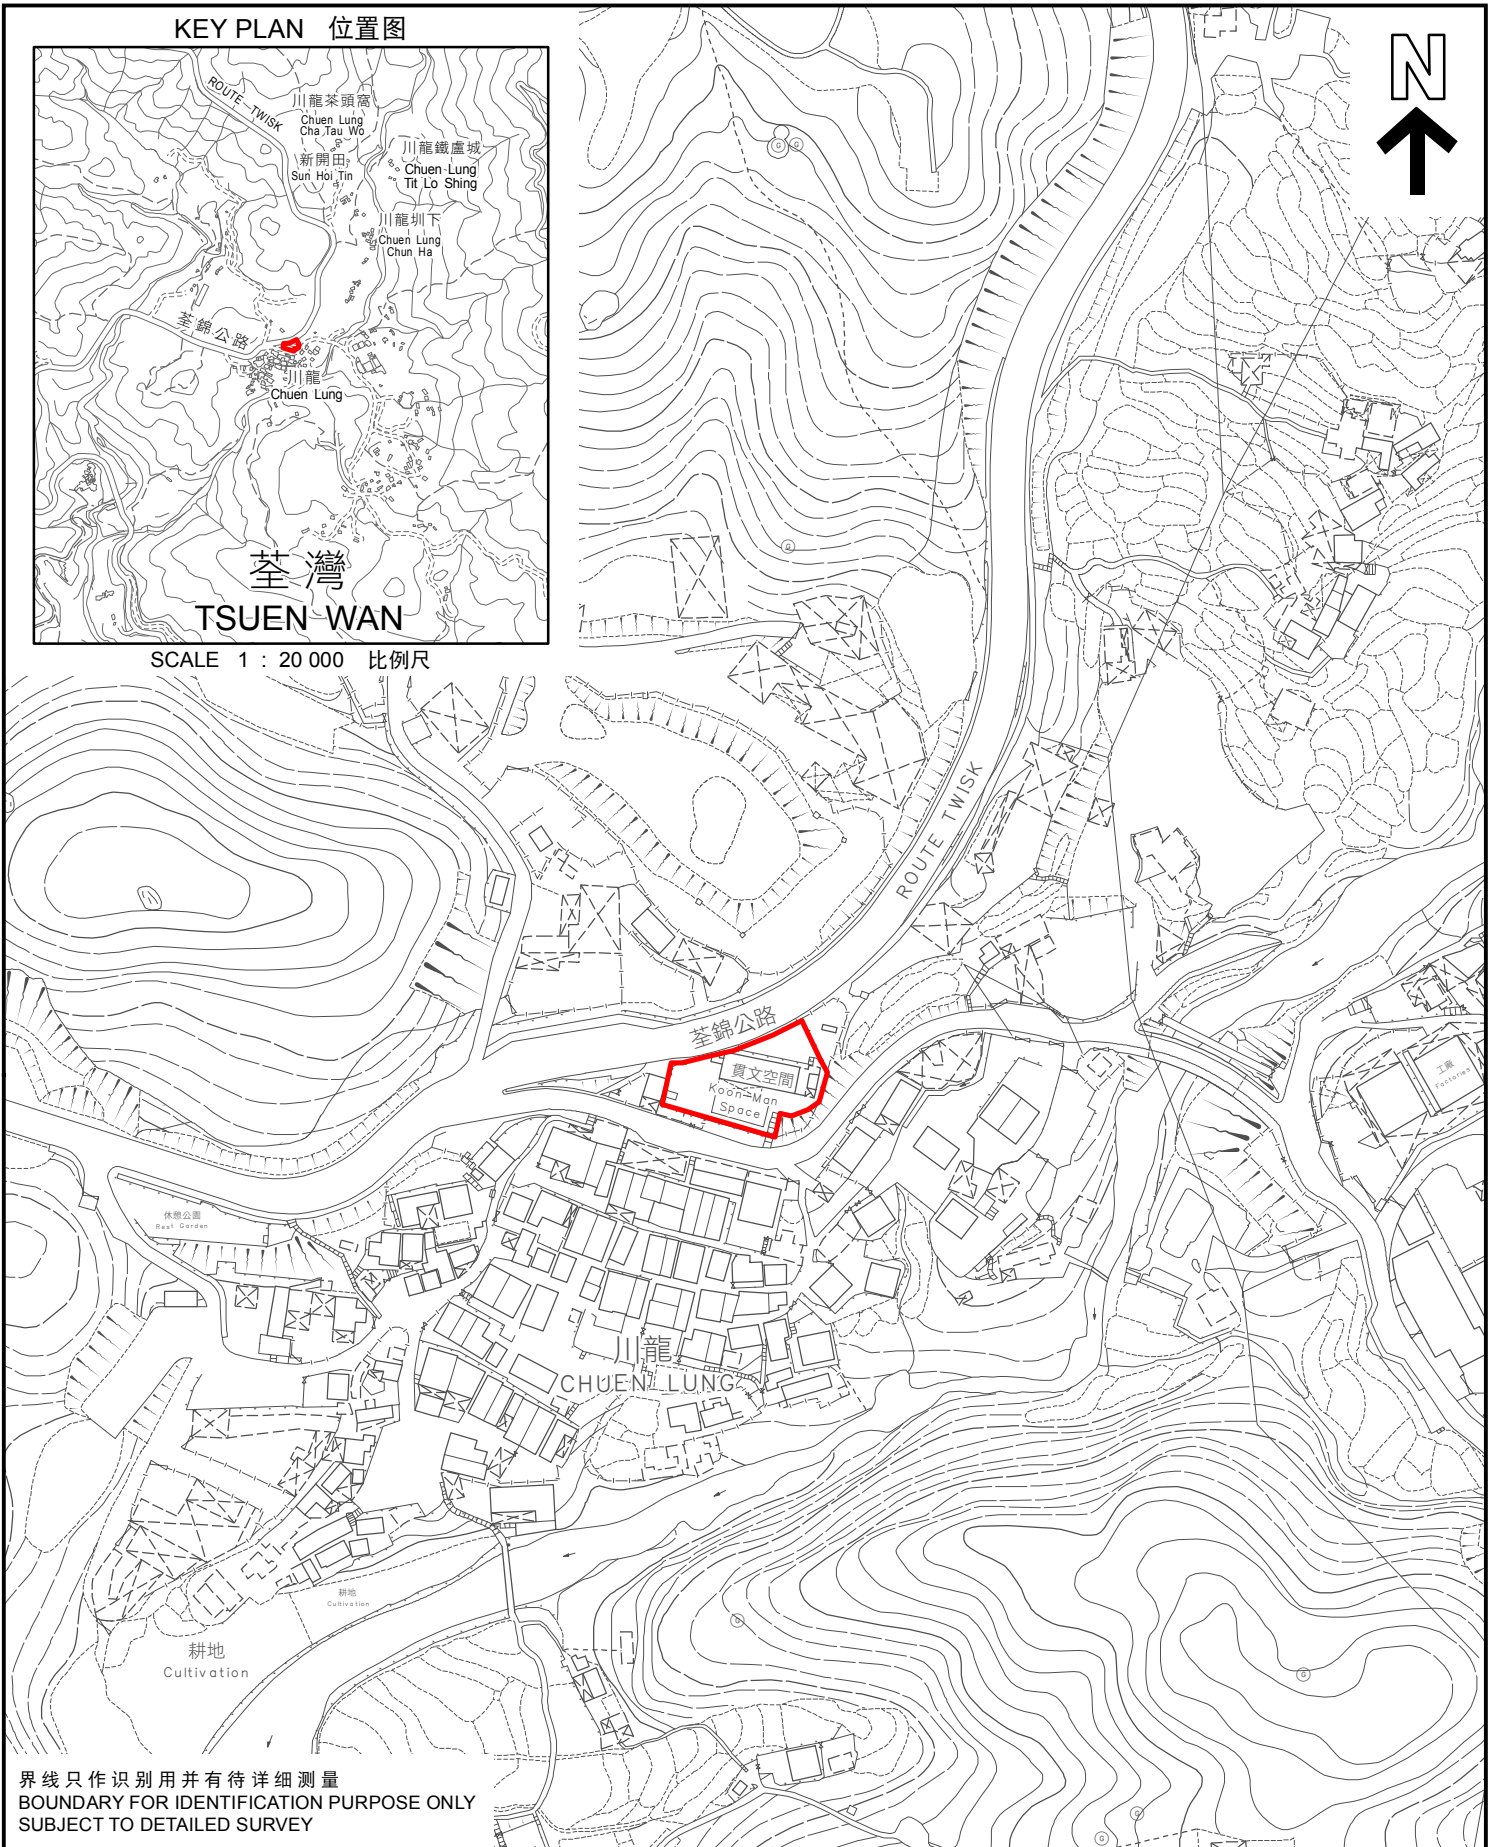 KEY PLAN 位置图
ROUTE TWISK
川龍茶頭窩
Chuen Lung
Cha Tau Wo
新開田
Sun Hoi Tin
川龍鐵盧城
Chuen Lung
Tit Lo Shing
川龍圳下
Chuen Lung
Chun Ha
荃錦公路
川龍
Chuen Lung
荃灣
TSUEN WAN
SCALE 1 : 20 000 比例尺
N
G
G
G
ROUTE TWISK
荃錦公路
貫文空間
Koon Man
Space
工廠
Factories
休憩公園
Rest Garden
川龍
CHUEN LUNG
耕地
Cultivation
耕地
Cultivation
G
G
G
G
界线只作识别用并有待详细测量
BOUNDARY FOR IDENTIFICATION PURPOSE ONLY
SUBJECT TO DETAILED SURVEY